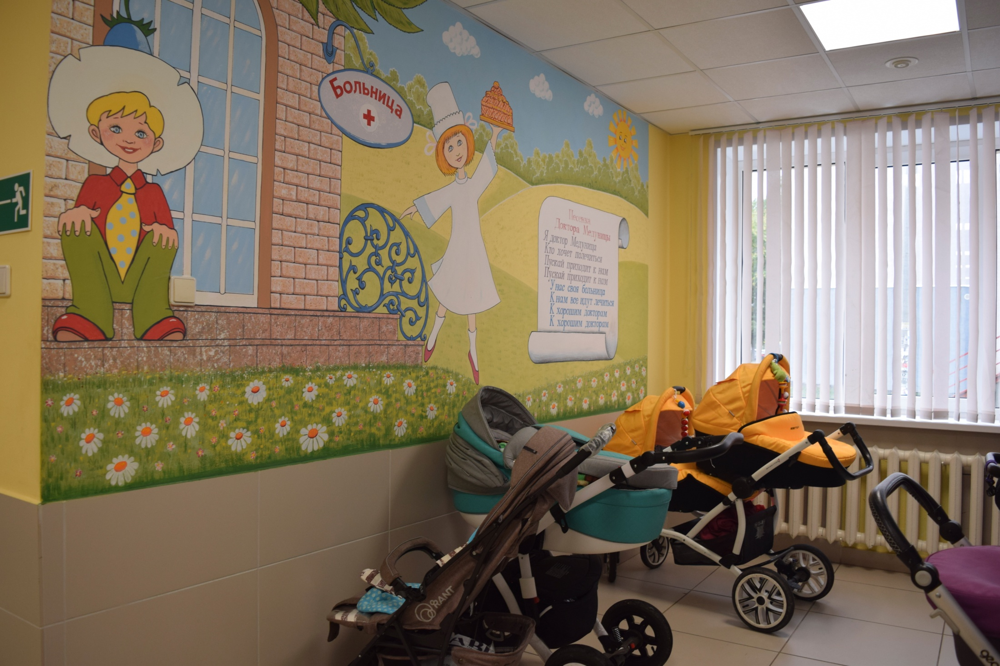 Больница
Песенка
Доктора Медуницы
Я доктор Медуница
Кто хочет полечиться
Пускай приходит к нам
Пускай приходит к нам
У нас своя больница
К нам все идут лечиться
К хорошим докторам
К хорошим докторам
QRANT